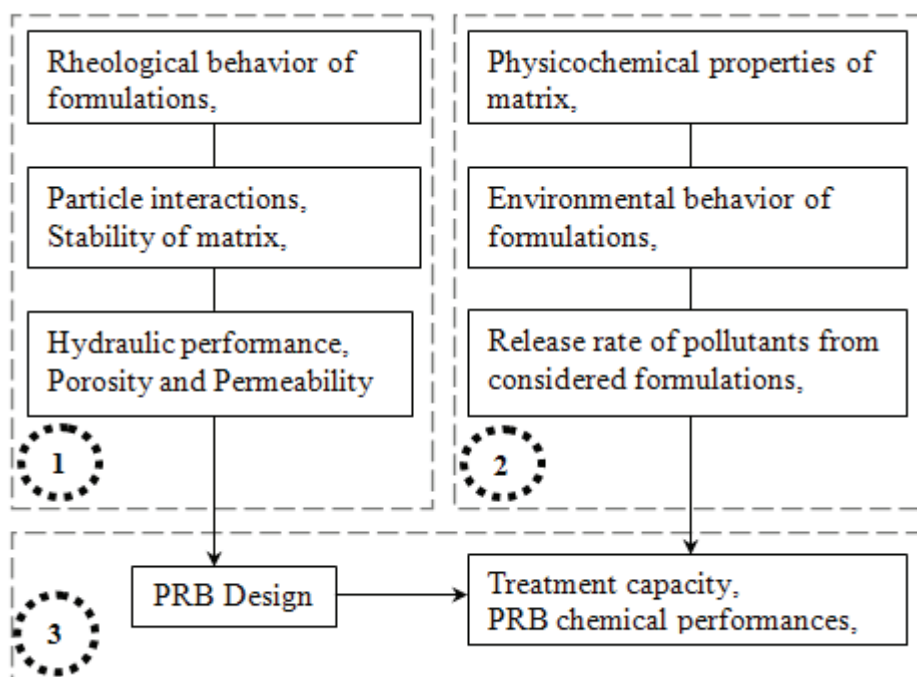 Rheological behavior of
formulations,
Particle interactions,
Stability of matrix,
Hydraulic performance,
Porosity and Permeability
1
Physicochemical properties of
matrix,
Environmental behavior of
formulations,
Release rate of pollutants from
considered formulations,
2
PRB Design
Treatment capacity,
PRB chemical performances,
3